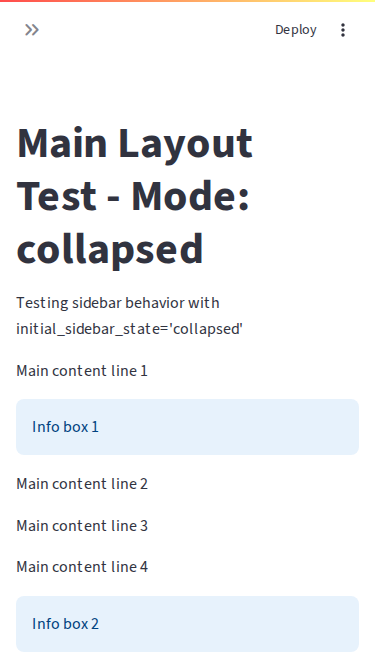 Deploy
Main Layout
Test - Mode:
collapsed
Testing sidebar behavior with
initial_sidebar_state='collapsed'
Main content line 1
Info box 1
Main content line 2
Main content line 3
Main content line 4
Info box 2